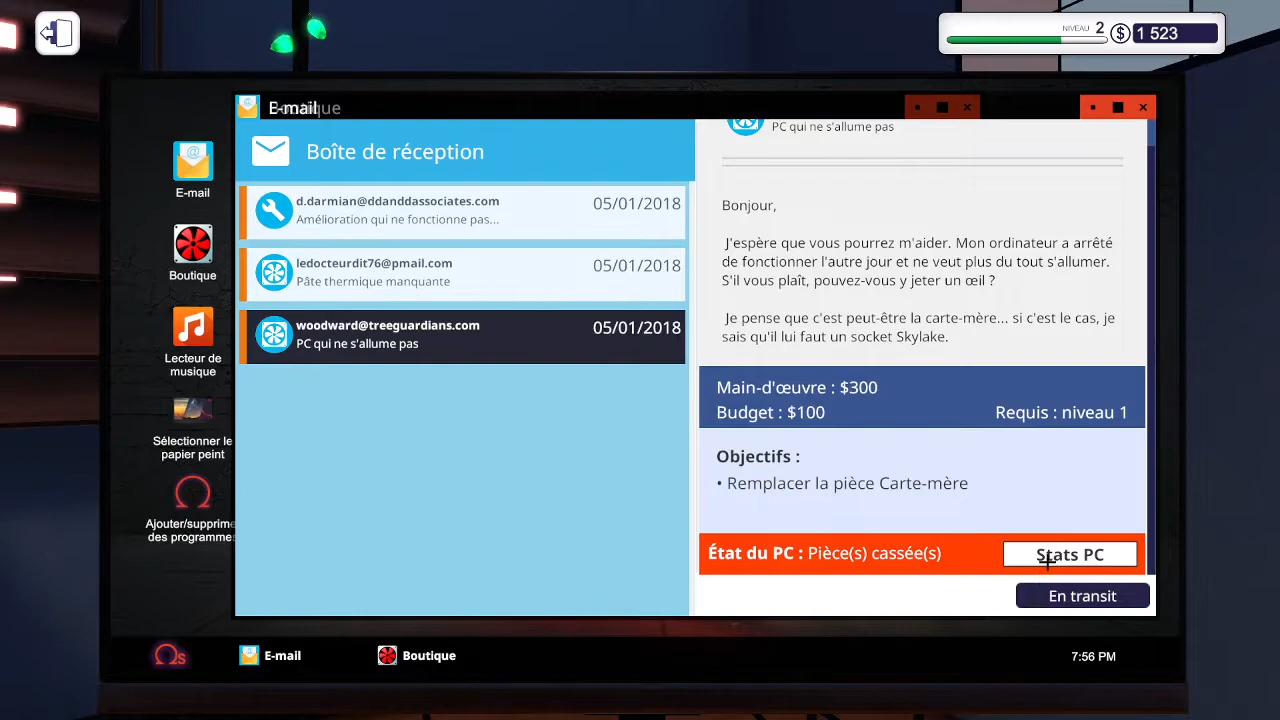 NIVEAU 2
$ 1 523
E-mail
Boutique
E-mail
Boutique
Lecteur de
musique
Sélectionner le
papier peint
Ajouter/supprime
des programme
Boîte de réception
d.darmian@ddanddassociates.com
05/01/2018
Amélioration qui ne fonctionne pas...
ledocteurdit76@pmail.com
05/01/2018
Pâte thermique manquante
woodward@treeguardians.com
05/01/2018
PC qui ne s'allume pas
PC qui ne s'allume pas
Bonjour,
J'espère que vous pourrez m'aider. Mon ordinateur a arrêté
de fonctionner l'autre jour et ne veut plus du tout s'allumer.
S'il vous plaît, pouvez-vous y jeter un œil ?
Je pense que c'est peut-être la carte-mère... si c'est le cas, je
sais qu'il lui faut un socket Skylake.
Main-d'œuvre : $300
Budget : $100
Requis : niveau 1
Objectifs :
• Remplacer la pièce Carte-mère
État du PC : Pièce(s) cassée(s)
Stats PC
En transit
Ωs
E-mail
Boutique
7:56 PM